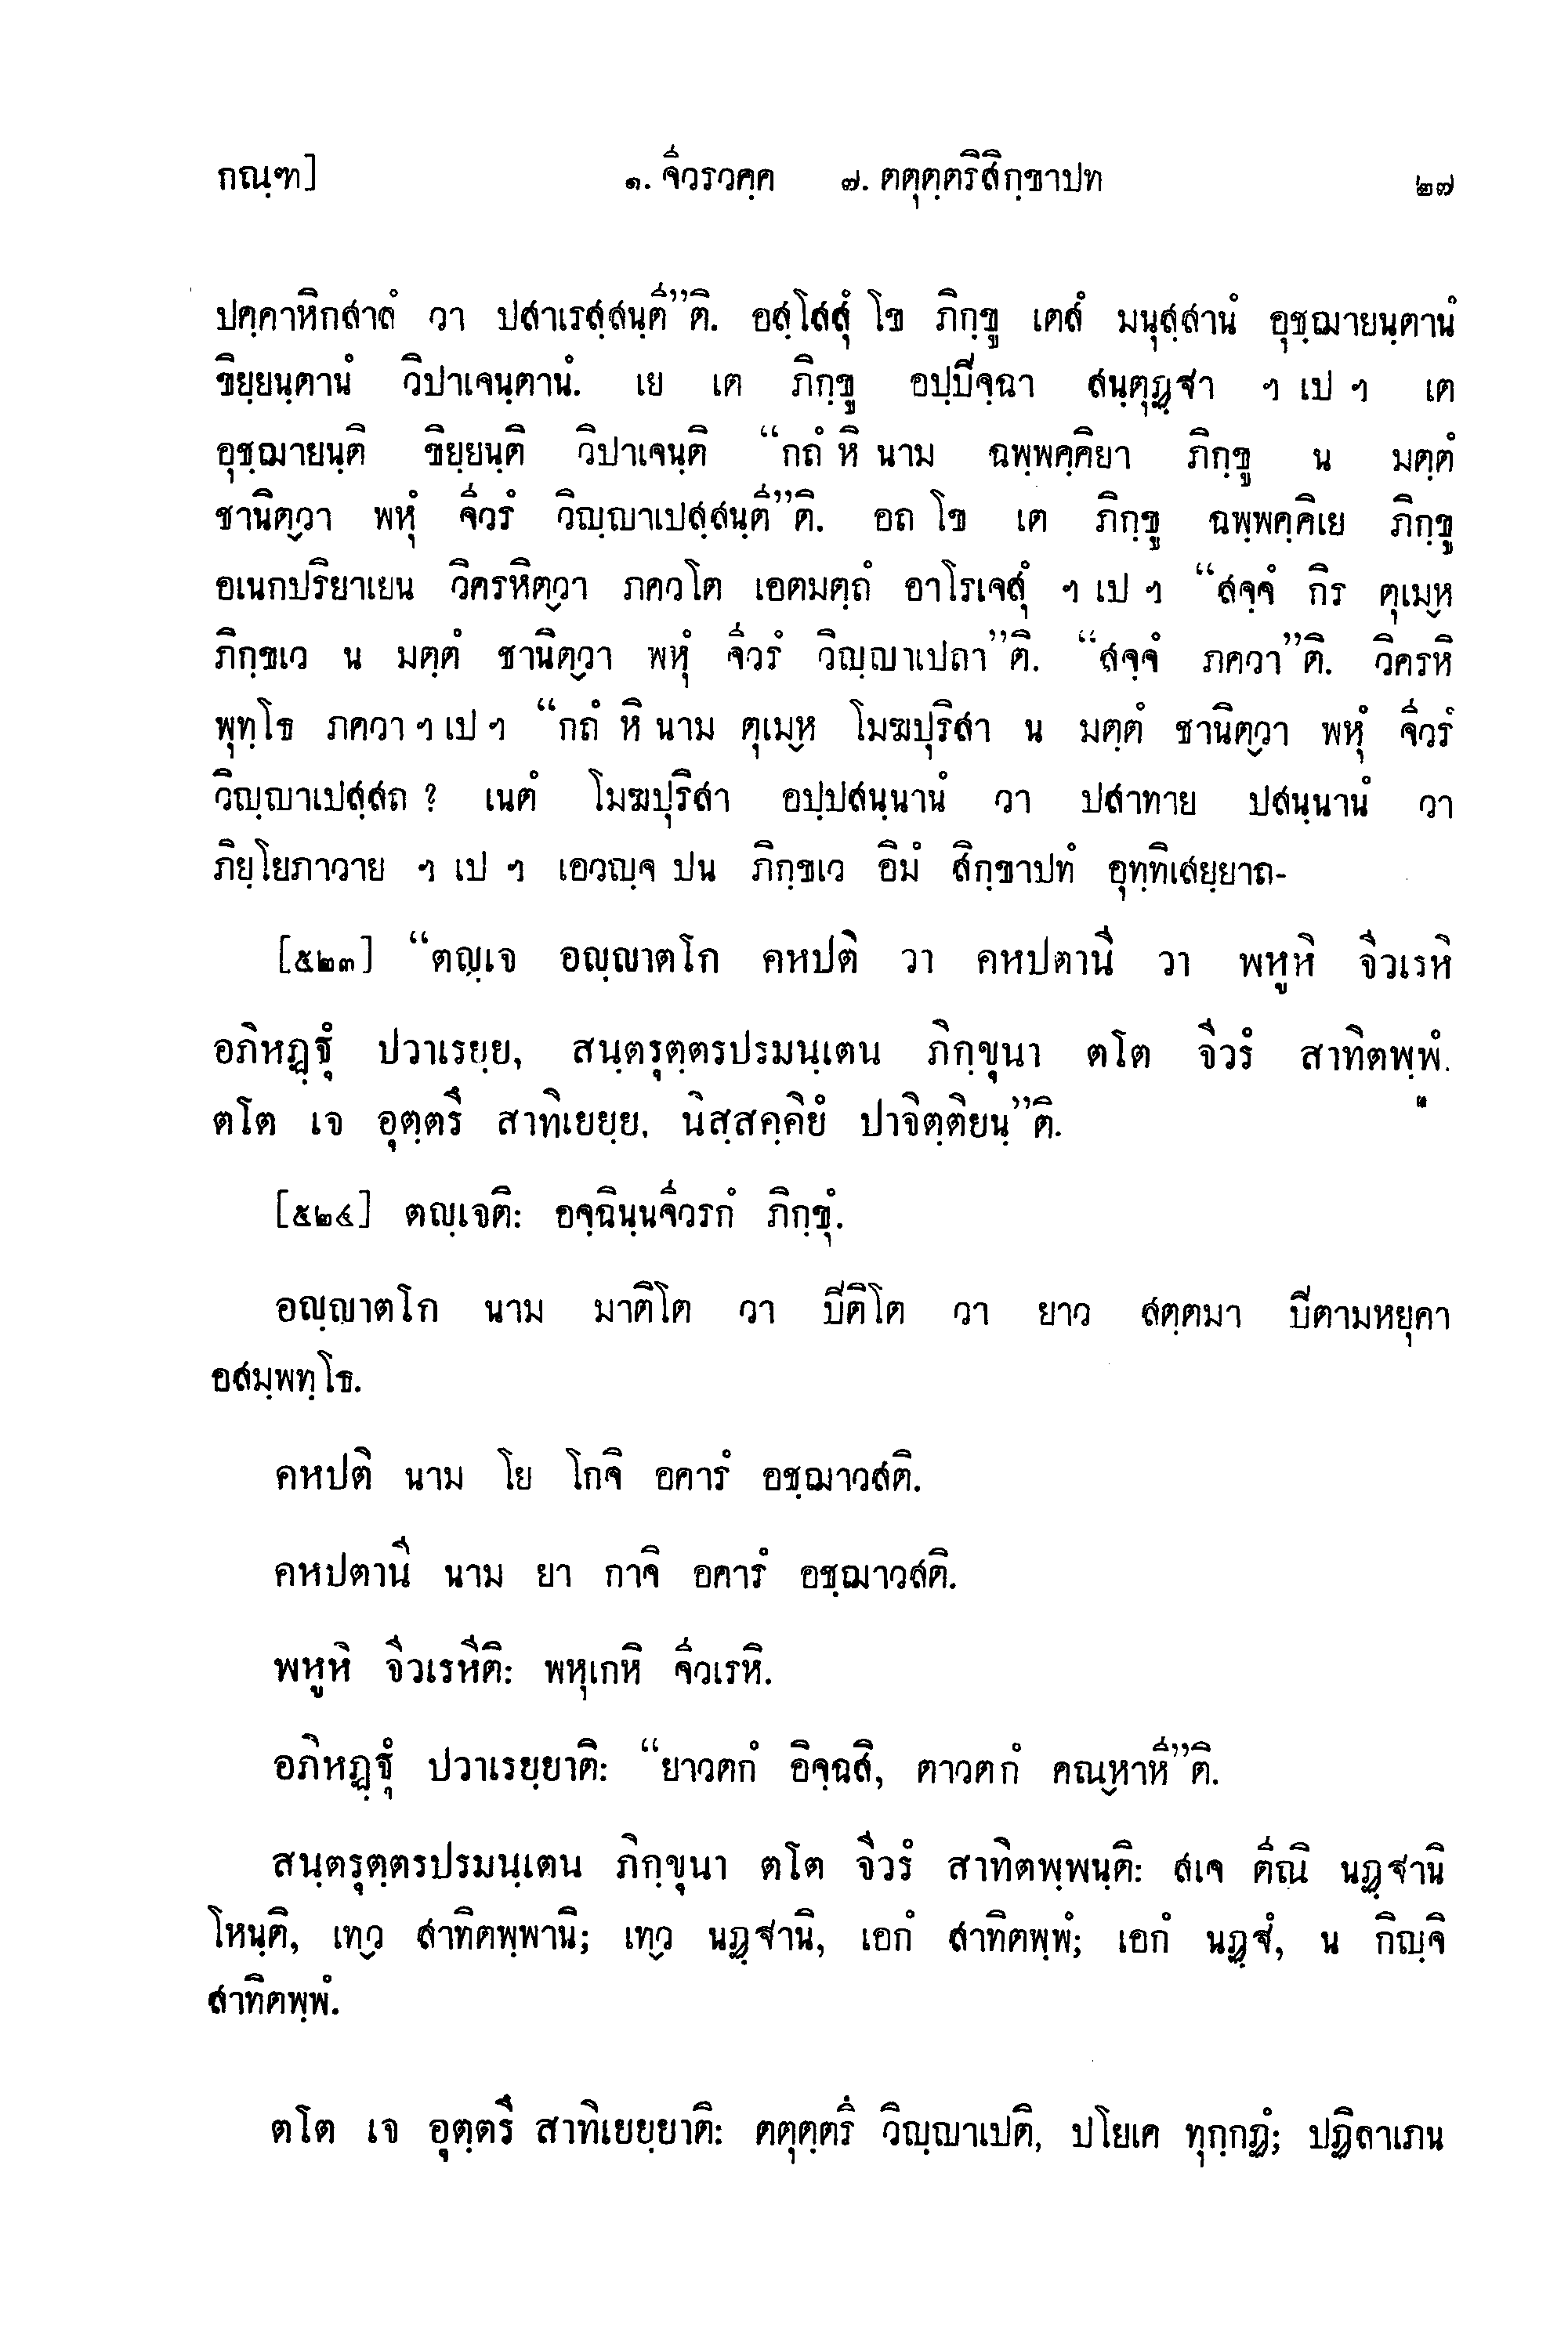 กณฺฑ]
๑. จีวรวคฺค ๗. ตตุตฺตริสิกฺขาปท
๒๗
ปคฺคาหิกสาลํ วา ปสาเรสฺสนฺตี”ติ. อสฺโสสุํ โข ภิกฺขู เตสํ มนุสฺสานํ อุชฺฌายนฺตานํ
ขิยฺยนฺตานํ วิปาเจนฺตานํ. เย เต ภิกฺขู อปฺปิจฺฉา สนฺตุฏฺฐา ฯ เป ฯ เต
อุชฺฌายนฺติ ขิยฺยนฺติ วิปาเจนฺติ “กถํ หิ นาม ฉพฺพคฺคิยา ภิกฺขู น มตฺตํ
ชานิตฺวา พหุํ จีวรํ วิญฺญาเปสฺสนฺตี”ติ. อถ โข เต ภิกฺขู ฉพฺพคฺคิเย ภิกฺขู
อเนกปริยาเยน วิครหิตฺวา ภควโต เอตมตฺถํ อาโรเจสุํ ฯ เป ฯ “สจฺจํ กิร ตุเมฺห
ภิกฺขเว น มตฺตํ ชานิตฺวา พหุํ จีวรํ วิญฺญาเปถา”ติ. “สจฺจํ ภควา”ติ. วิครหิ
พุทฺโธ ภควา ฯ เป ฯ “กถํ หิ นาม ตุเมฺห โมฆปุริสา น มตฺตํ ชานิตฺวา พหุํ จีวรํ
วิญฺญาเปสฺสถ ? เนตํ โมฆปุริสา อปฺปสนฺนานํ วา ปสาทาย ปสนฺนานํ วา
ภิยฺโยภาวาย ฯ เป ฯ เอวญฺจ ปน ภิกฺขเว อิมํ สิกฺขาปทํ อุทฺทิเสยฺยาถ-
[๕๒๓] “ตญฺเจ อญฺญาตโก คหปติ วา คหปตานี วา พหูหิ จีวเรหิ
อภิหฏฺฐุํ ปวาเรยฺย, สนฺตรุตฺตรปรมนฺเตน ภิกฺขุนา ตโต จีวรํ สาทิตพฺพํ.
ตโต เจ อุตฺตรึ สาทิเยยฺย, นิสฺสคฺคิยํ ปาจิตฺติยนฺ”ติ.
[๕๒๔] ตญฺเจติ: อจฺฉินฺนจีวรกํ ภิกฺขุํ.
อญฺญาตโก นาม มาติโต วา ปิติโต วา ยาว สตฺตมา ปิตามหยุคา
อสมฺพทฺโธ.
คหปติ นาม โย โกจิ อคารํ อชฺฌาวสติ.
คหปตานี นาม ยา กาจิ อคารํ อชฺฌาวสติ.
พหูหิ จีวเรหีติ: พหุเกหิ จีวเรหิ.
อภิหฏฺฐุํ ปวาเรยฺยาติ: “ยาวตกํ อิจฺฉสิ, ตาวตกํ คณฺหาหี”ติ.
สนฺตรุตฺตรปรมนฺเตน ภิกฺขุนา ตโต จีวรํ สาทิตพฺพนฺติ: สเจ ตีณิ นฏฺฐานิ
โหนฺติ, เทฺว สาทิตพฺพานิ; เทฺว นฏฺฐานิ, เอกํ สาทิตพฺพํ; เอกํ นฏฺฐํ, น กิญฺจิ
สาทิตพฺพํ.
ตโต เจ อุตฺตรึ สาทิเยยฺยาติ: ตตุตฺตรึ วิญฺญาเปติ, ปโยเค ทุกฺกฏํ; ปฏิลาเภน